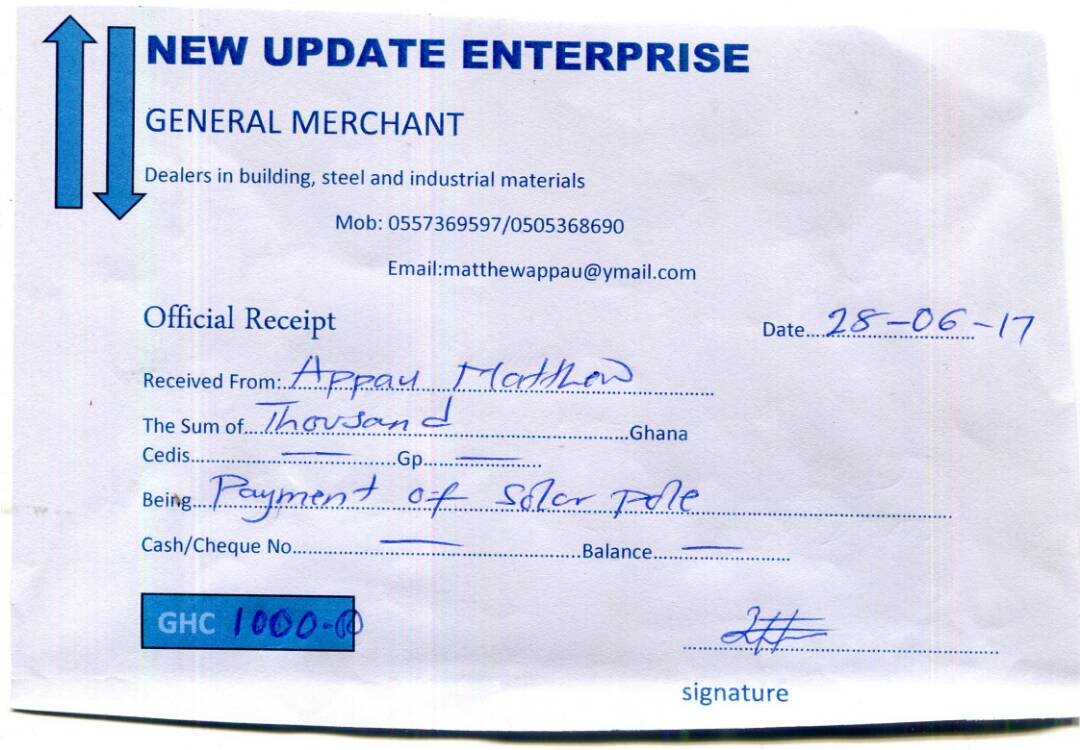 NEW UPDATE ENTERPRISE
GENERAL MERCHANT
Dealers in building, steel and industrial materials
Mob: 0557369597/0505368690
Email:matthewappau@ymail.com
Official Receipt
Date....28-06-17
Received From:..Appau Matthew
The Sum of....Thousand....Ghana
Cedis....—....Gp....—....
Being...Payment of Solar pole
Cash/Cheque No....—....Balance....—....
GHC 1000-00
signature